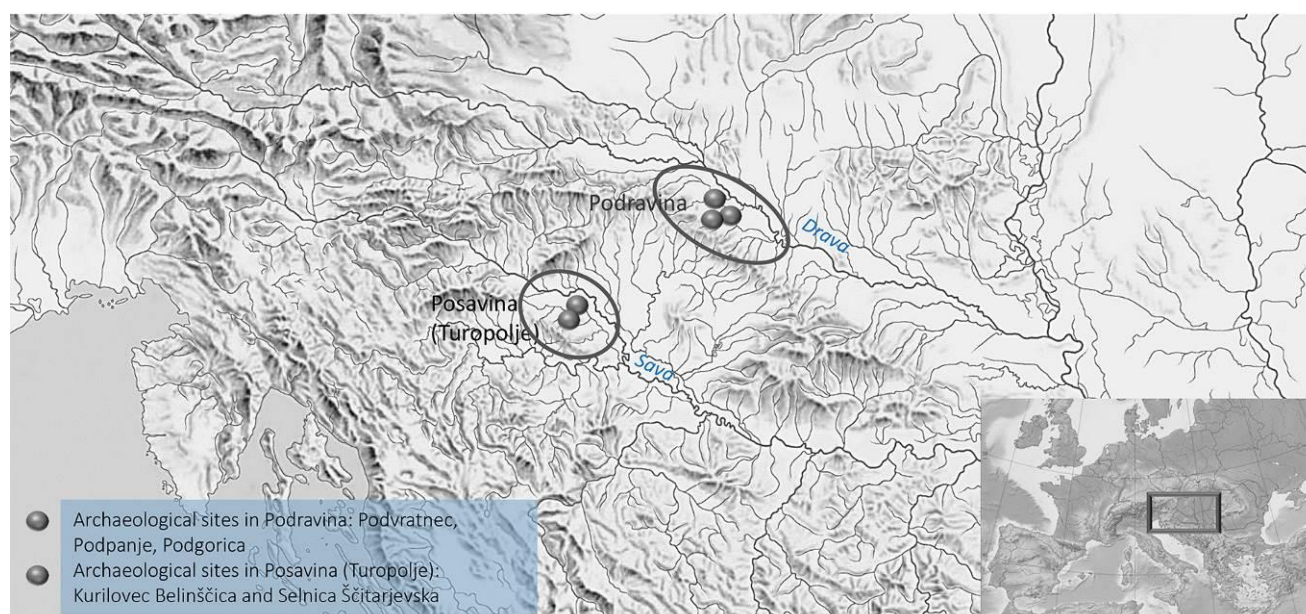 Podravina
Drava
Posavina
(Turopolje)
Sava
Archaeological sites in Podravina: Podvratnec,
Podpanje, Podgorica
Archaeological sites in Posavina (Turopolje):
Kurilovec Belinščica and Selnica Ščitarjevska